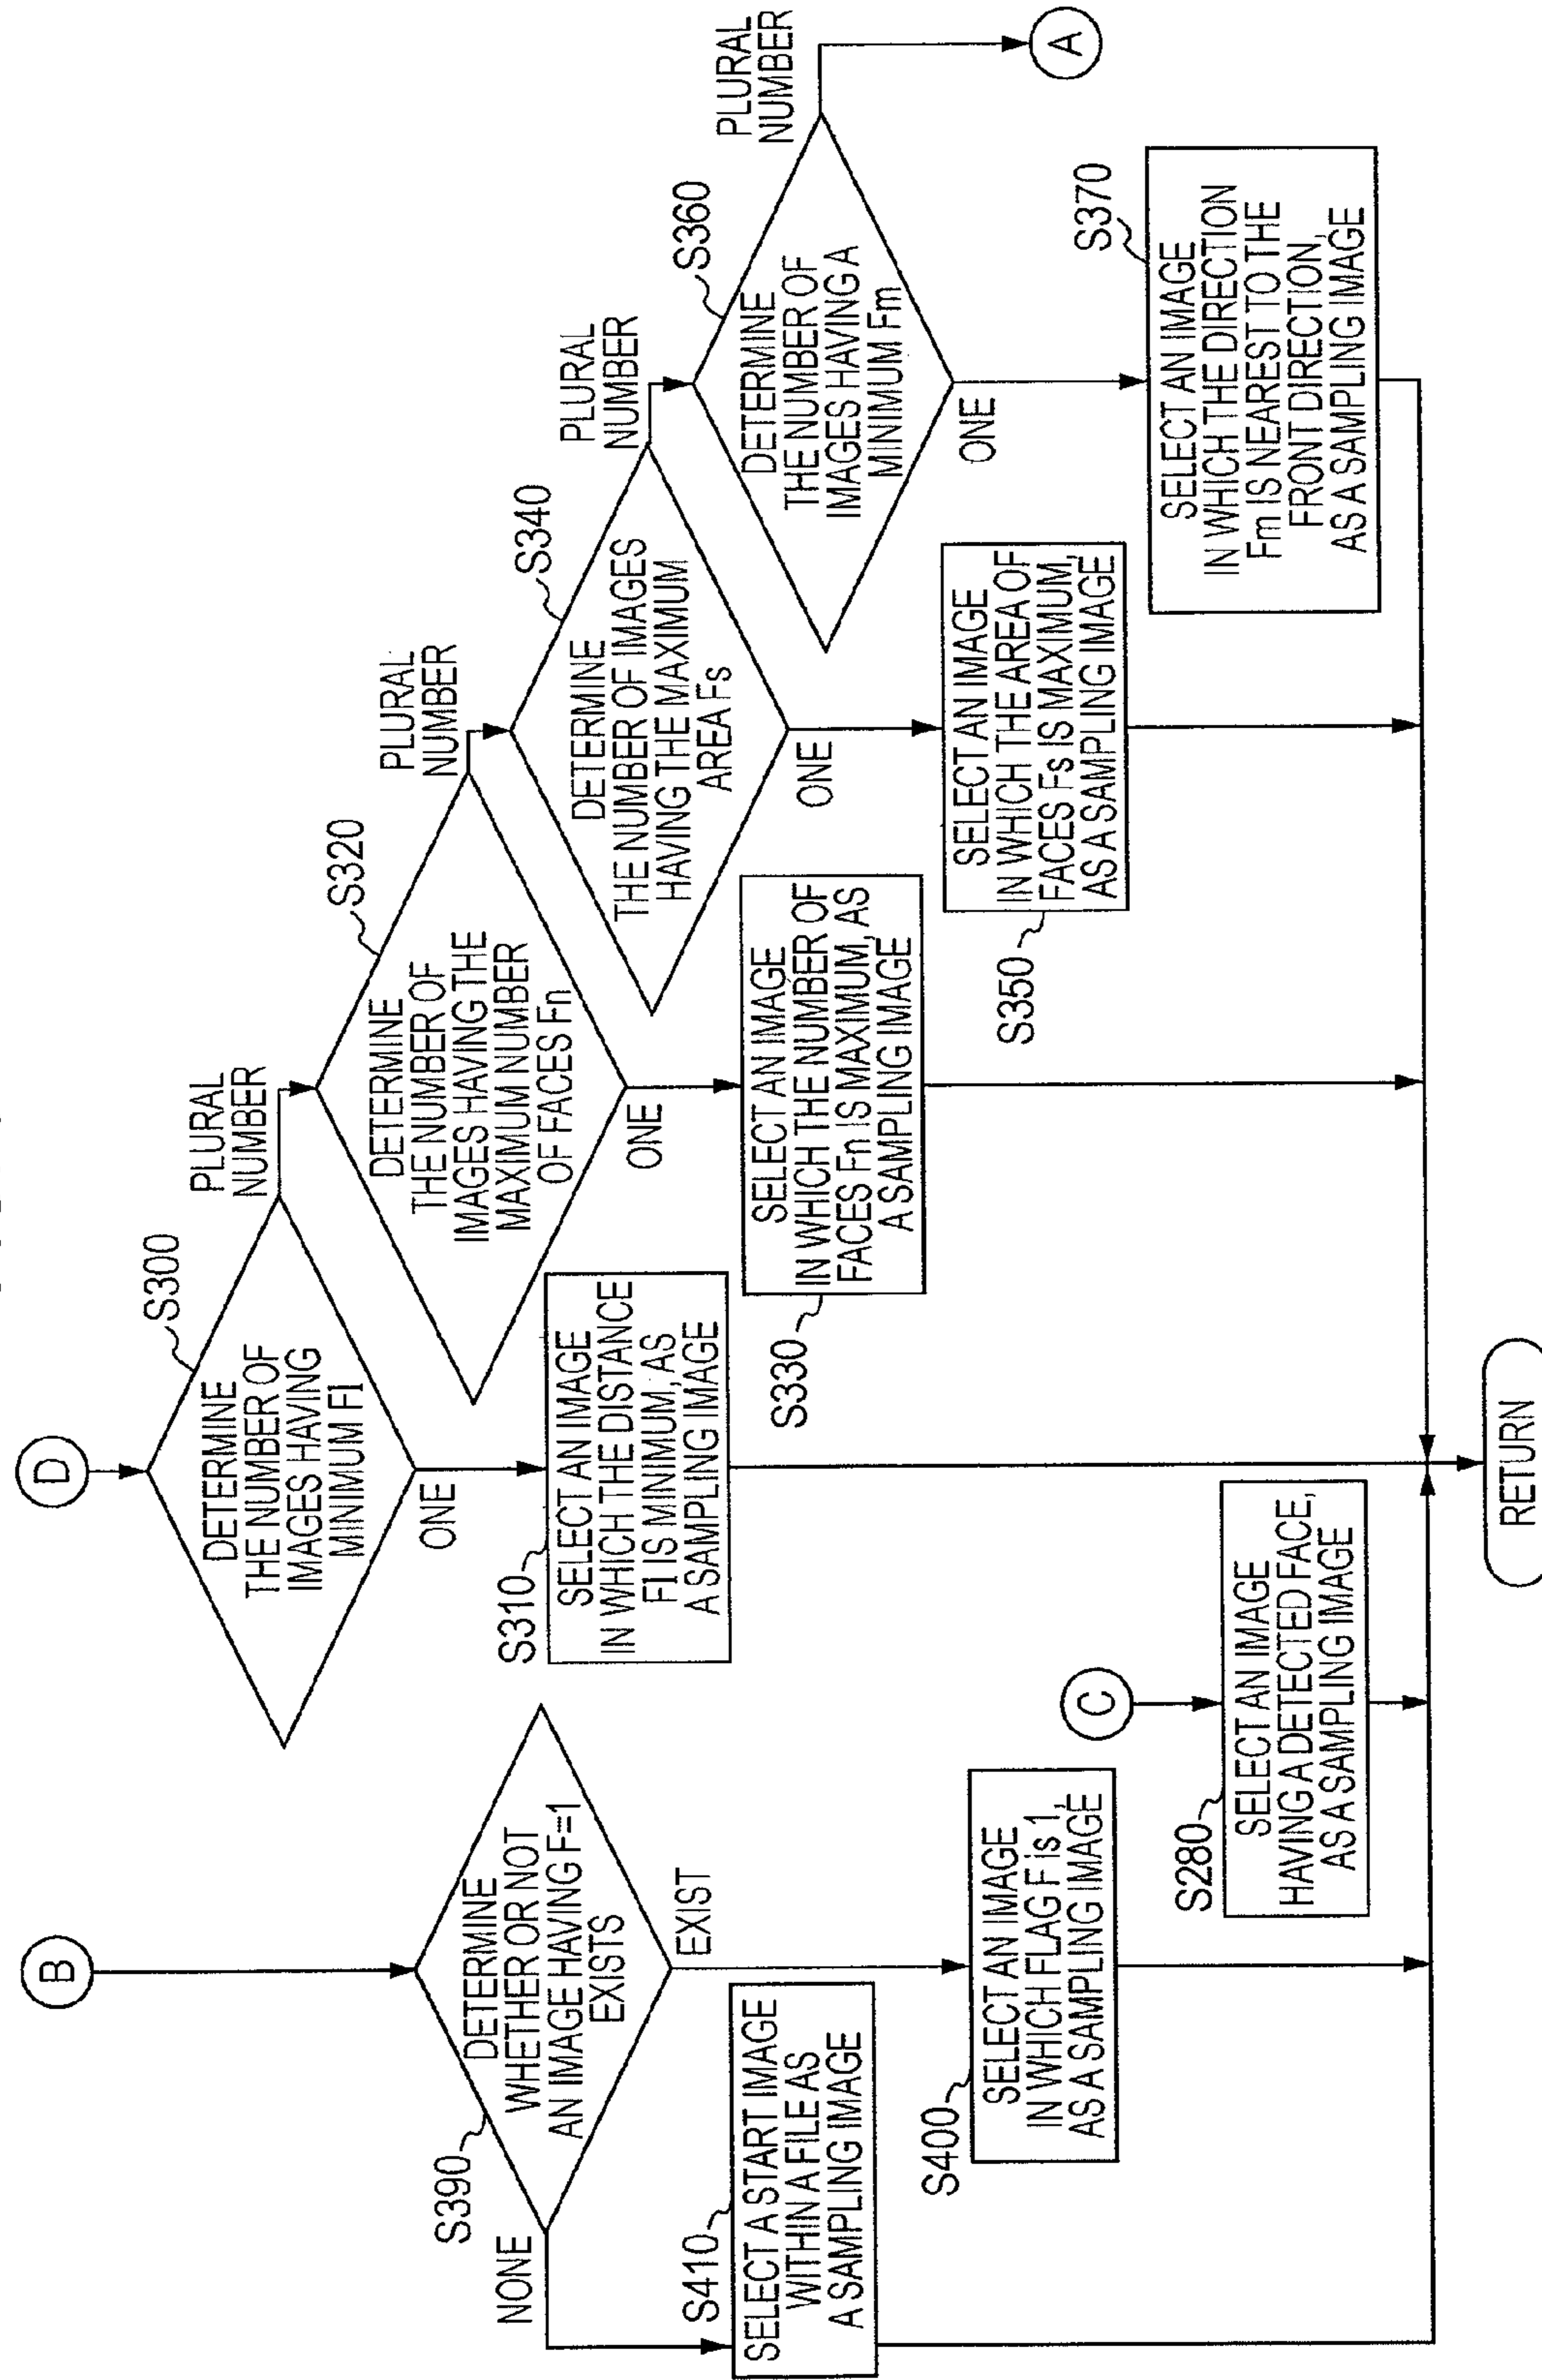 B
S390
DETERMINE
WHETHER OR NOT
AN IMAGE HAVING F=1
EXISTS
NONE
EXIST
S410
SELECT A START IMAGE
WITHIN A FILE AS
A SAMPLING IMAGE
S400
SELECT AN IMAGE
IN WHICH FLAG F is 1,
AS A SAMPLING IMAGE
C
S280
SELECT AN IMAGE
HAVING A DETECTED FACE,
AS A SAMPLING IMAGE
D
S300
DETERMINE
THE NUMBER OF
IMAGES HAVING
MINIMUM Fl
PLURAL
NUMBER
ONE
S310
SELECT AN IMAGE
IN WHICH THE DISTANCE
Fl IS MINIMUM, AS
A SAMPLING IMAGE
S320
DETERMINE
THE NUMBER OF
IMAGES HAVING THE
MAXIMUM NUMBER
OF FACES Fn
PLURAL
NUMBER
ONE
S330
SELECT AN IMAGE
IN WHICH THE NUMBER OF
FACES Fn IS MAXIMUM, AS
A SAMPLING IMAGE
S340
DETERMINE
THE NUMBER OF IMAGES
HAVING THE MAXIMUM
AREA Fs
PLURAL
NUMBER
ONE
S350
SELECT AN IMAGE
IN WHICH THE AREA OF
FACES Fs IS MAXIMUM,
AS A SAMPLING IMAGE
S360
DETERMINE
THE NUMBER OF
IMAGES HAVING A
MINIMUM Fm
PLURAL
NUMBER
ONE
A
S370
SELECT AN IMAGE
IN WHICH THE DIRECTION
Fm IS NEAREST TO THE
FRONT DIRECTION,
AS A SAMPLING IMAGE
RETURN